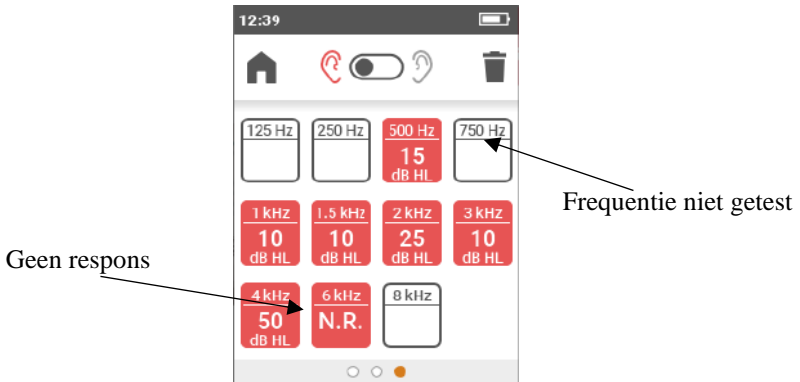 12:39
125 Hz 250 Hz 500 Hz 750 Hz
15
dB HL
Frequentie niet getest
1 kHz 1.5 kHz 2 kHz 3 kHz
10 10 25 10
dB HL dB HL dB HL dB HL
Geen respons
4 kHz 6 kHz 8 kHz
50 N.R.
dB HL